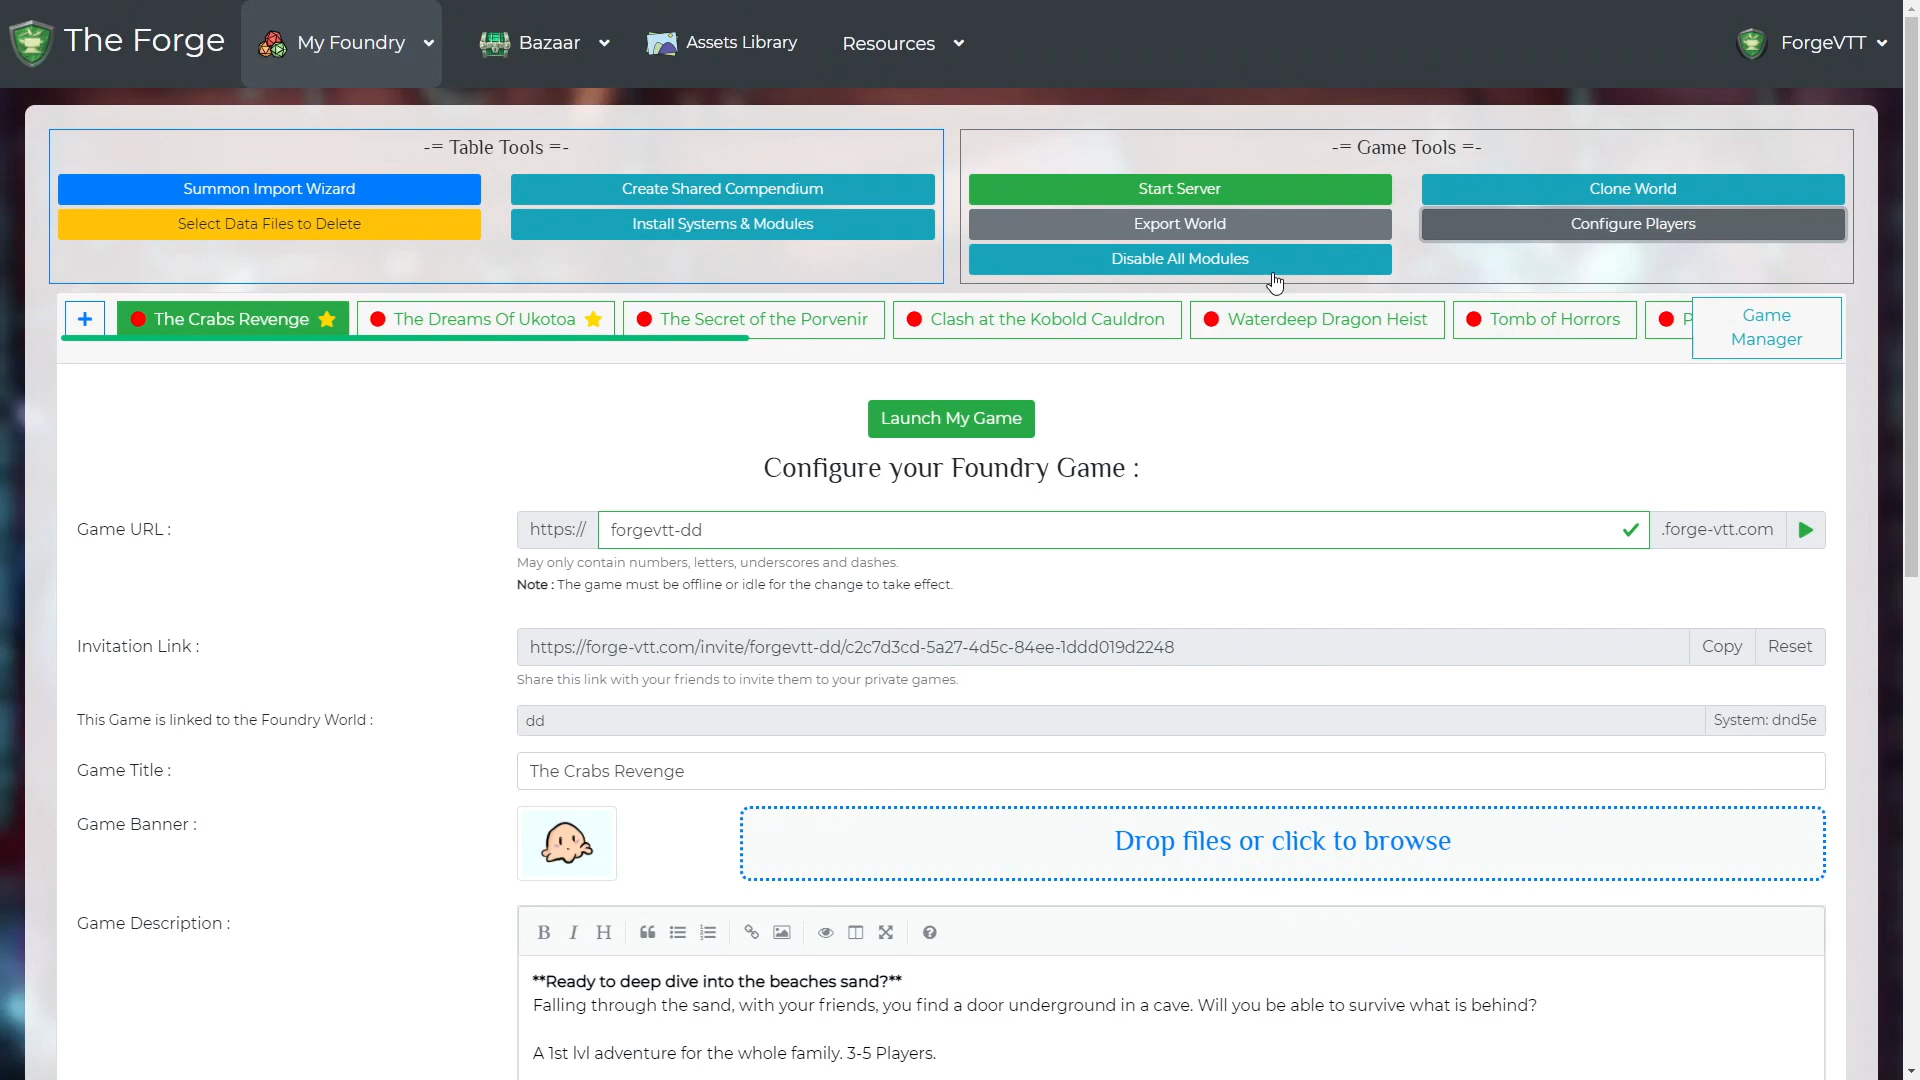 The Forge
My Foundry
Bazaar
Assets Library
Resources
ForgeVTT
-= Table Tools =-
Summon Import Wizard
Create Shared Compendium
Select Data Files to Delete
Install Systems & Modules
-= Game Tools =-
Start Server
Clone World
Export World
Configure Players
Disable All Modules
+
The Crabs Revenge
The Dreams Of Ukotoa
The Secret of the Porvenir
Clash at the Kobold Cauldron
Waterdeep Dragon Heist
Tomb of Horrors
P
Game
Manager
Launch My Game
Configure your Foundry Game :
Game URL :
https://
forgevtt-dd
.forge-vtt.com
May only contain numbers, letters, underscores and dashes.
Note : The game must be offline or idle for the change to take effect.
Invitation Link :
https://forge-vtt.com/invite/forgevtt-dd/c2c7d3cd-5a27-4d5c-84ee-1ddd019d2248
Copy
Reset
Share this link with your friends to invite them to your private games.
This Game is linked to the Foundry World :
dd
System: dnd5e
Game Title :
The Crabs Revenge
Game Banner :
Drop files or click to browse
Game Description :
B I H
**Ready to deep dive into the beaches sand?**
Falling through the sand, with your friends, you find a door underground in a cave. Will you be able to survive what is behind?
A 1st lvl adventure for the whole family. 3-5 Players.